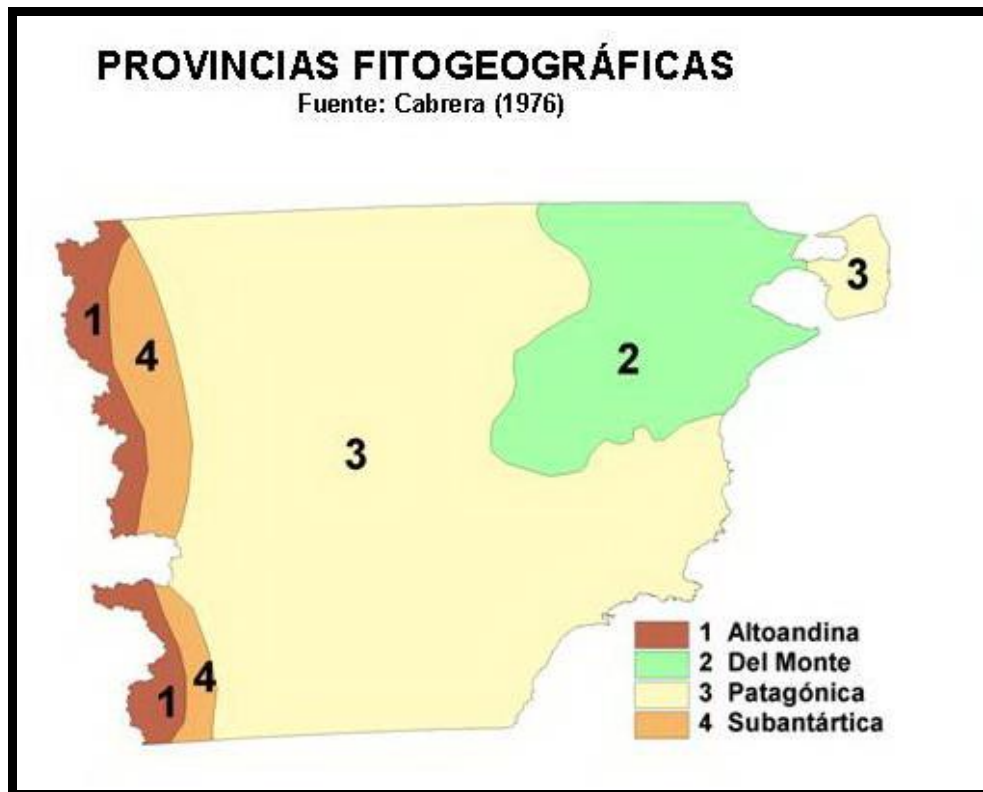 PROVINCIAS FITOGEOGRÁFICAS
Fuente: Cabrera (1976)
1
4
2
3
3
1
4
1 Altoandina
2 Del Monte
3 Patagónica
4 Subantártica